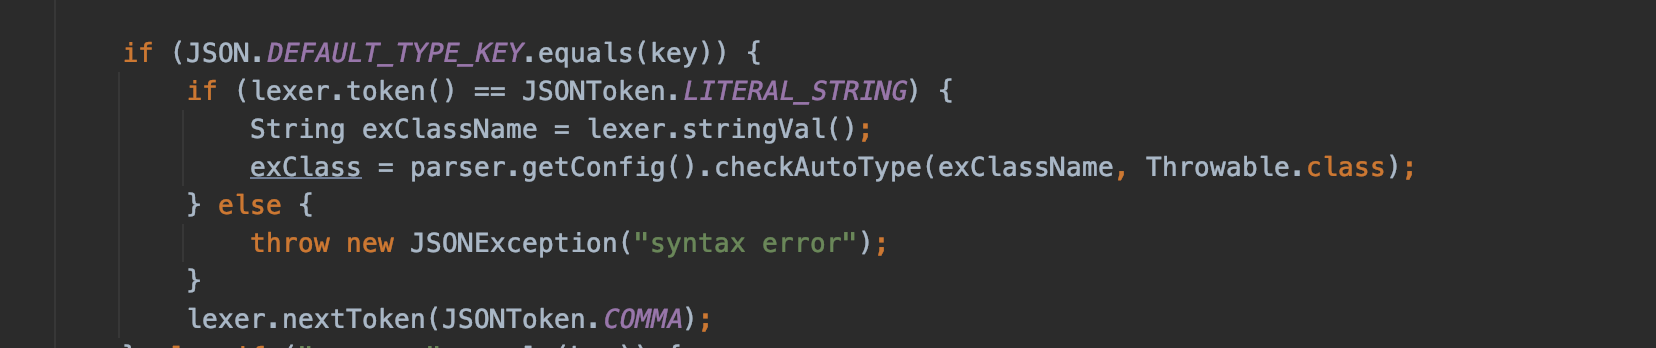 if (JSON.DEFAULT_TYPE_KEY.equals(key)) {
if (lexer.token() == JSONToken.LITERAL_STRING) {
String exClassName = lexer.stringVal();
exClass = parser.getConfig().checkAutoType(exClassName, Throwable.class);
} else {
throw new JSONException("syntax error");
}
lexer.nextToken(JSONToken.COMMA);